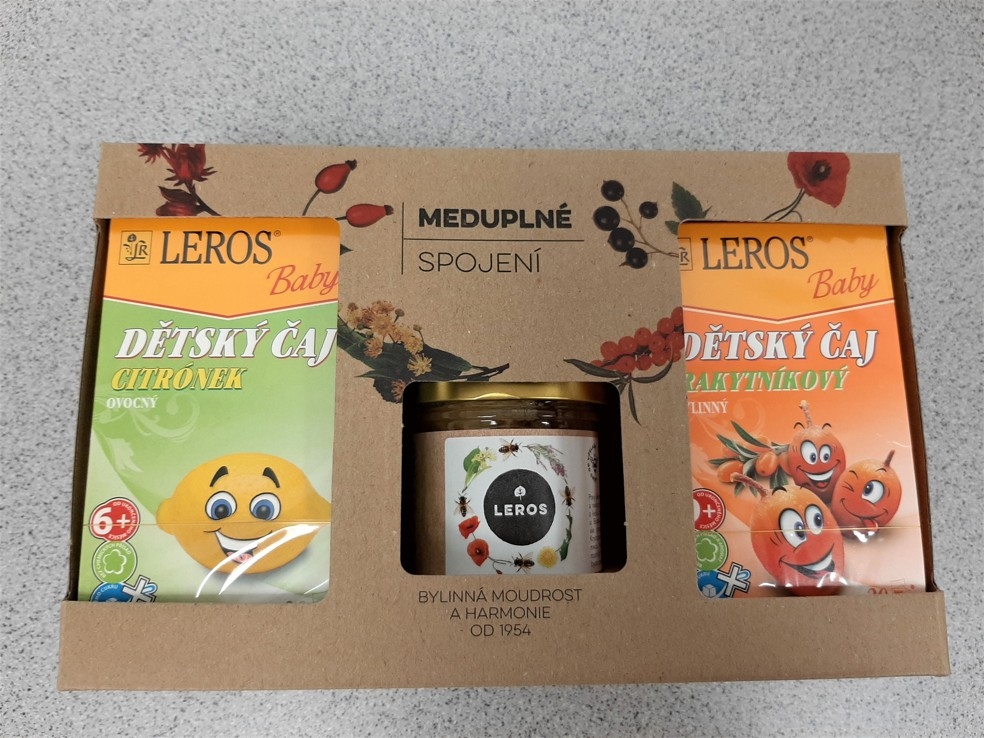 MEDUPLNÉ
SPOJENÍ
LEROS®
Baby
DĚTSKÝ ČAJ
CITRÓNEK
OVOCNÝ
6+
LEROS
BYLINNÁ MOUDROST
A HARMONIE
OD 1954
LEROS®
Baby
DĚTSKÝ ČAJ
RAKYTNÍKOVÝ